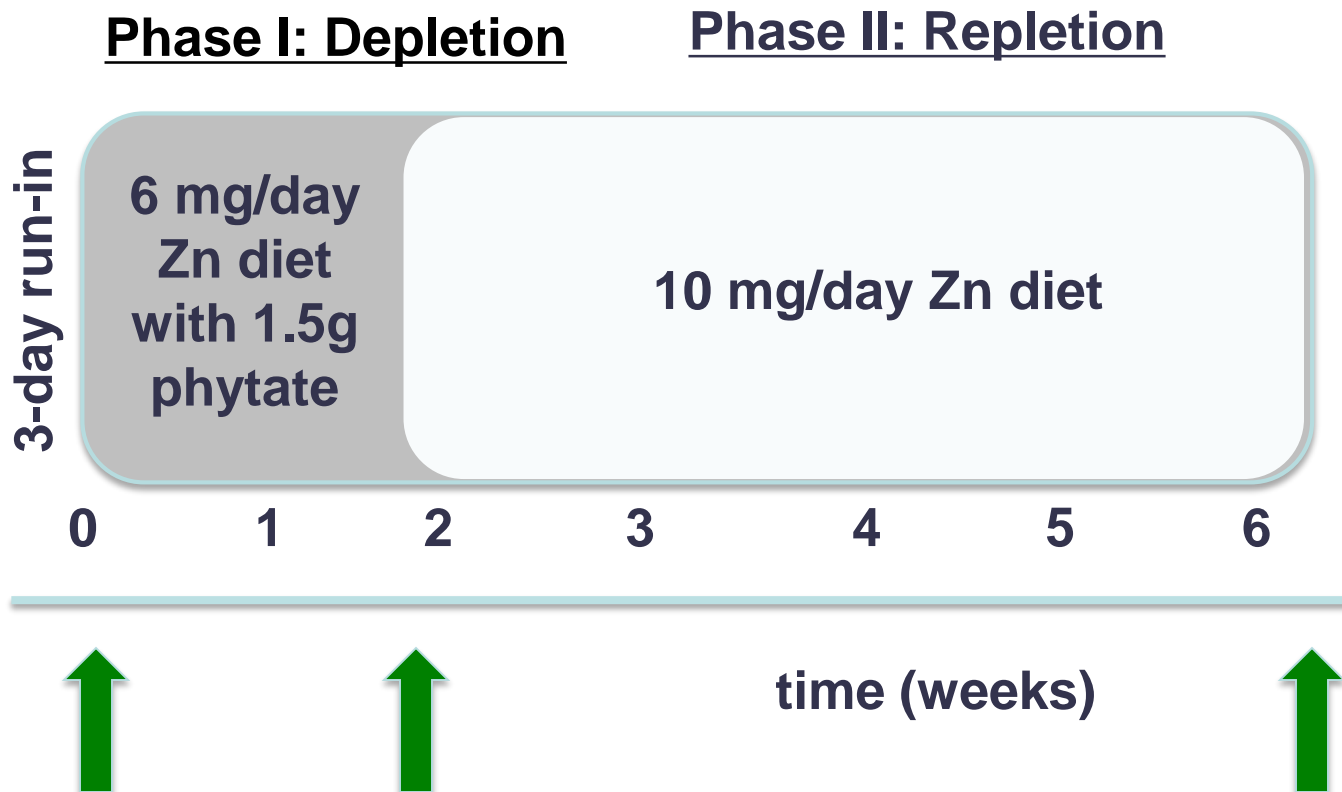 Phase I: Depletion
Phase II: Repletion
3-day run-in
6 mg/day
Zn diet
with 1.5g
phytate
10 mg/day Zn diet
0 1 2 3 4 5 6
time (weeks)